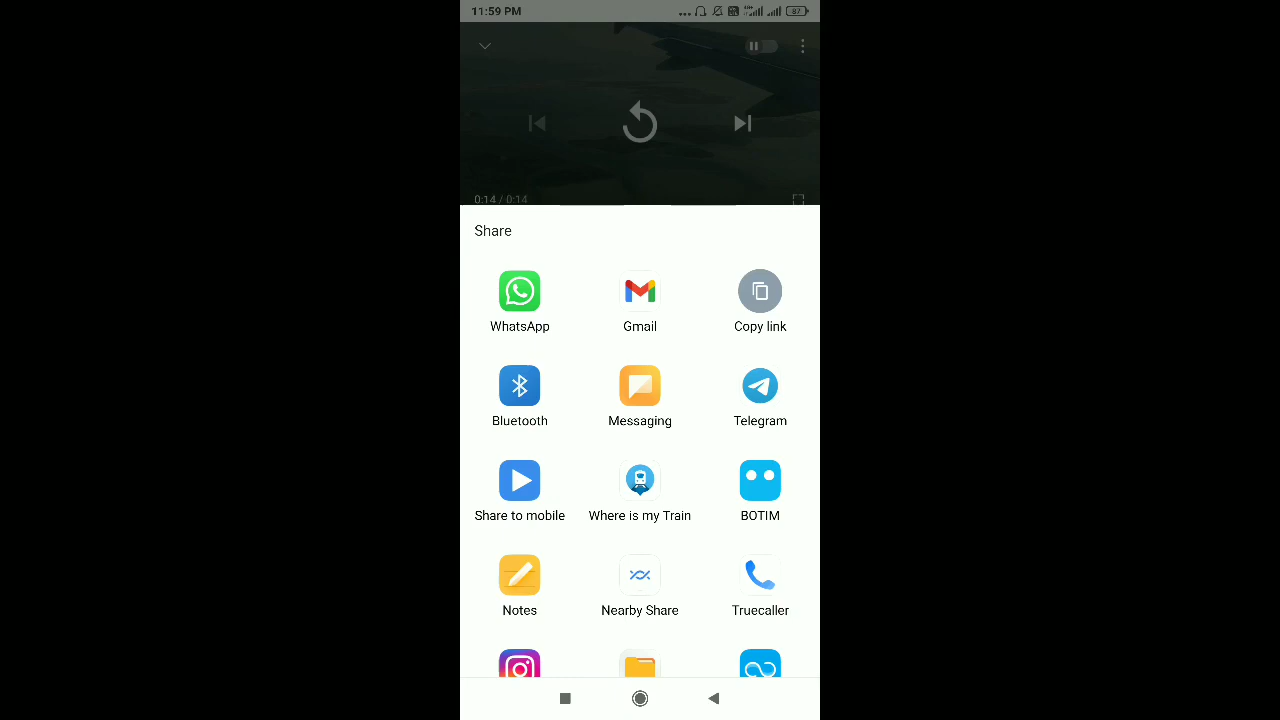 11:59 PM
87
0:14 / 0:14
Share
WhatsApp
Gmail
Copy link
Bluetooth
Messaging
Telegram
Share to mobile
Where is my Train
BOTIM
Notes
Nearby Share
Truecaller